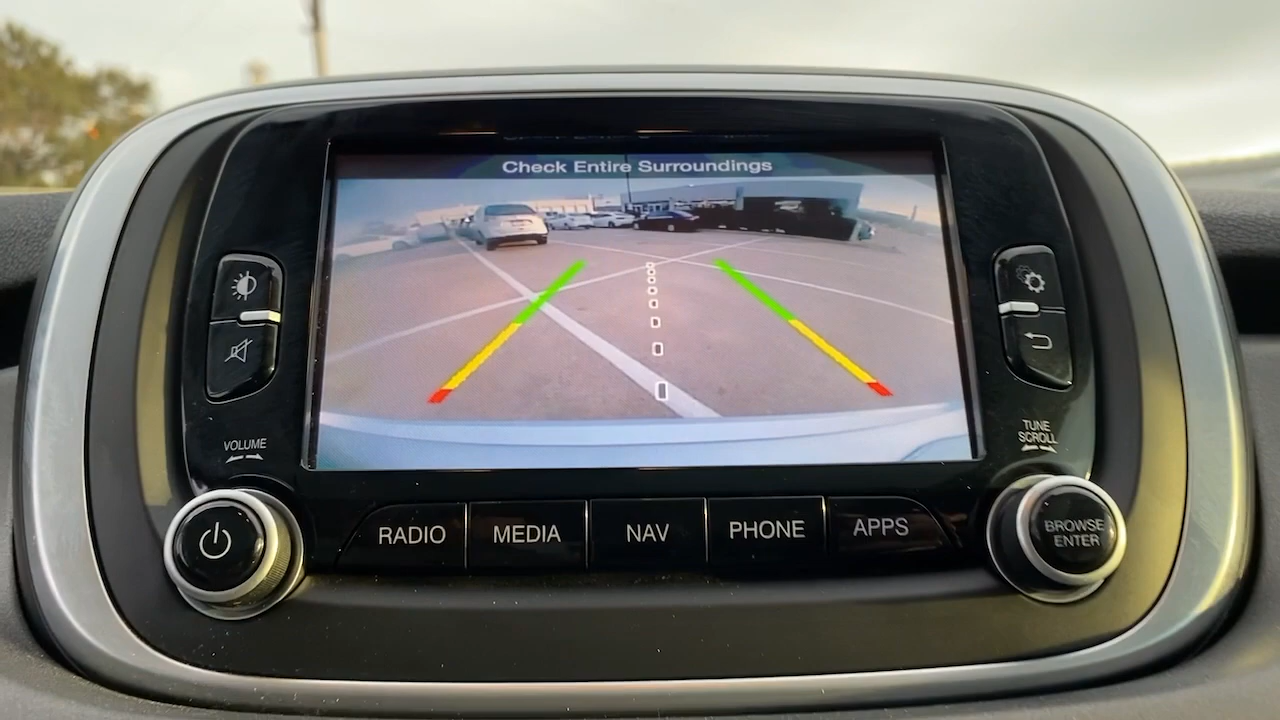 Check Entire Surroundings
VOLUME
TUNE
SCROLL
RADIO
MEDIA
NAV
PHONE
APPS
BROWSE
ENTER